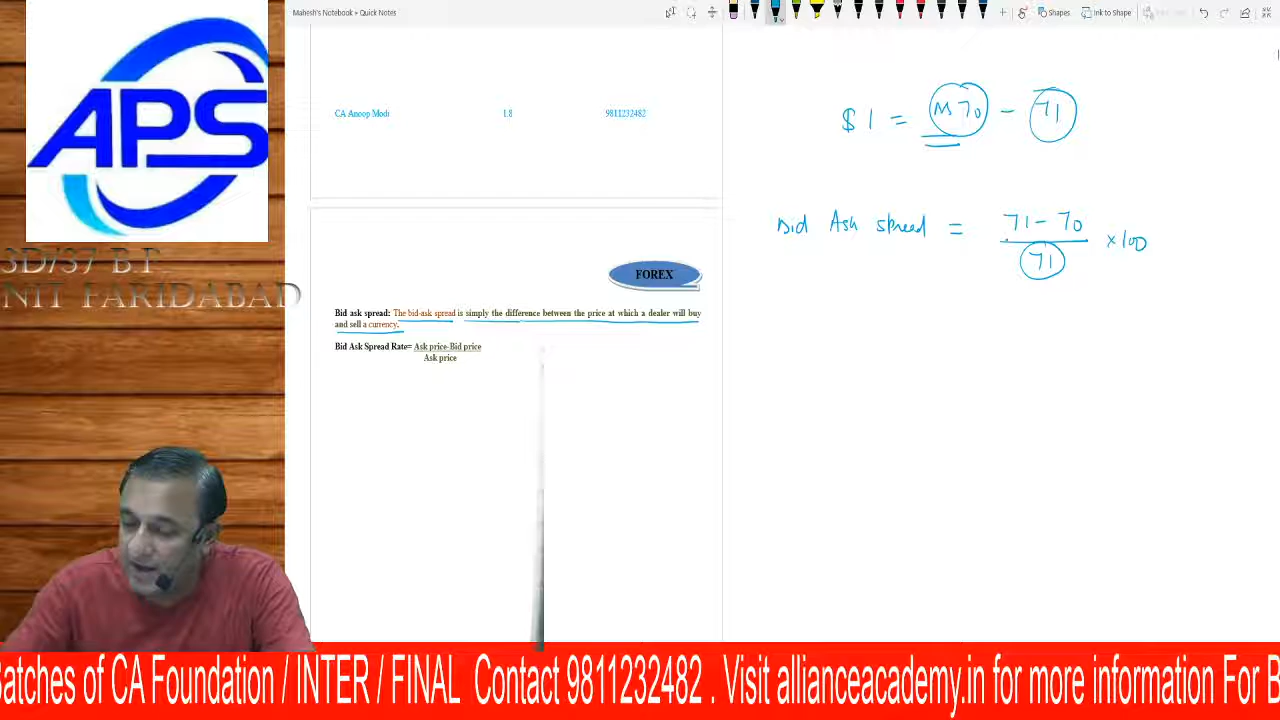 Mahesh's Notebook » Quick Notes
Shapes
Ink to Shape
APS
3D/37 B.P.
NIT FARIDABAD
CA Anoop Modi 1.8 9811232482
FOREX
Bid ask spread: The bid-ask spread is simply the difference between the price at which a dealer will buy
and sell a currency.
Bid Ask Spread Rate= Ask price-Bid price
Ask price
$ 1 = 70 - 71
Bid Ask spread = 71 - 70
71
×100
Batches of CA Foundation / INTER / FINAL Contact 9811232482 . Visit allianceacademy.in for more information For B